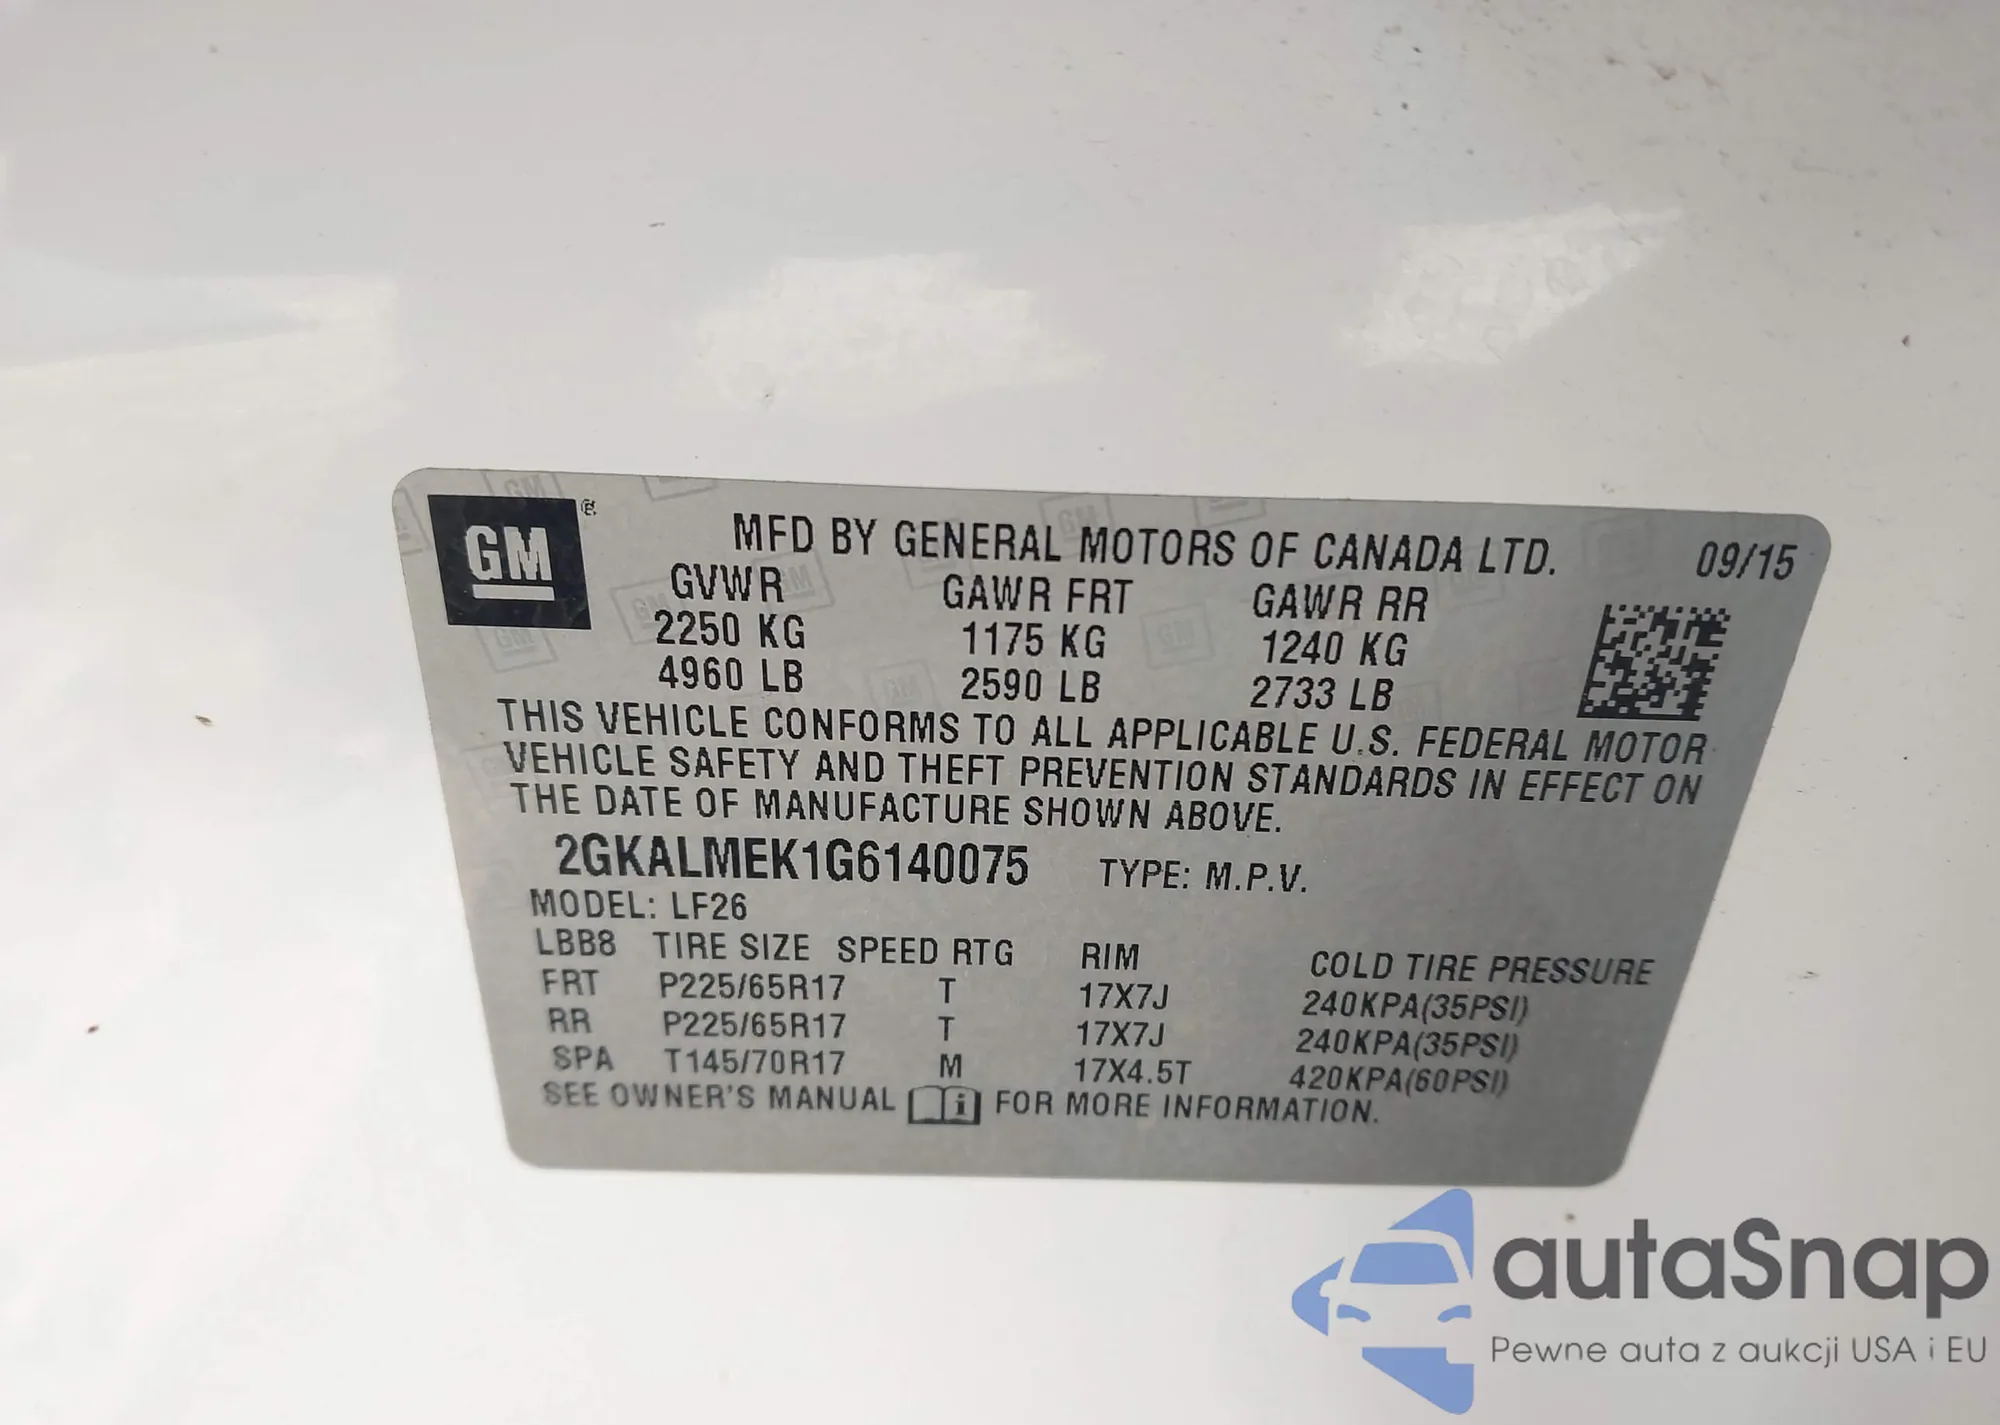 GM ®
MFD BY GENERAL MOTORS OF CANADA LTD. 09/15
GVWR GAWR FRT GAWR RR
2250 KG 1175 KG 1240 KG
4960 LB 2590 LB 2733 LB
THIS VEHICLE CONFORMS TO ALL APPLICABLE U.S. FEDERAL MOTOR
VEHICLE SAFETY AND THEFT PREVENTION STANDARDS IN EFFECT ON
THE DATE OF MANUFACTURE SHOWN ABOVE.
2GKALMEK1G6140075 TYPE: M.P.V.
MODEL: LF26
LBB8 TIRE SIZE SPEED RTG RIM COLD TIRE PRESSURE
FRT P225/65R17 T 17X7J 240KPA(35PSI)
RR P225/65R17 T 17X7J 240KPA(35PSI)
SPA T145/70R17 M 17X4.5T 420KPA(60PSI)
SEE OWNER'S MANUAL i FOR MORE INFORMATION.
autaSnap
Pewne auta z aukcji USA i EU